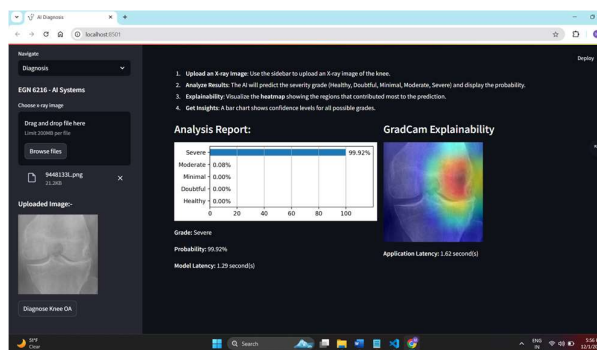 AI Diagnosis
localhost:8501
Deploy
Navigate
Diagnosis
EGN 6216 - AI Systems
Choose x-ray image
Drag and drop file here
Limit 200MB per file
Browse files
9448133L.png
21.2KB
Uploaded Image:-
Diagnose Knee OA
1. Upload an X-ray Image: Use the sidebar to upload an X-ray image of the knee.
2. Analyze Results: The AI will predict the severity grade (Healthy, Doubtful, Minimal, Moderate, Severe) and display the probability.
3. Explainability: Visualize the heatmap showing the regions that contributed most to the prediction.
4. Get Insights: A bar chart shows confidence levels for all possible grades.
Analysis Report:
Severe 99.92%
Moderate 0.08%
Minimal 0.00%
Doubtful 0.00%
Healthy 0.00%
0 20 40 60 80 100
Grade: Severe
Probability: 99.92%
Model Latency: 1.29 second(s)
GradCam Explainability
Application Latency: 1.62 second(s)
51°F
Clear
Search
ENG
IN
5:56